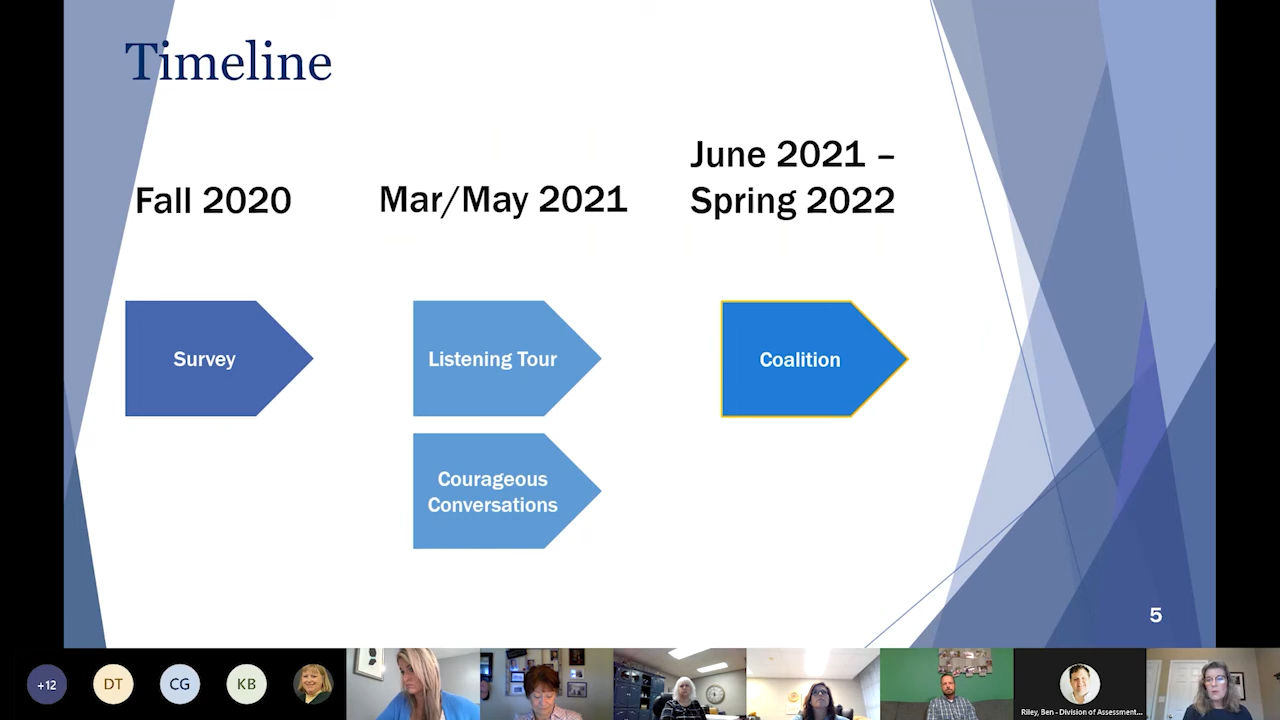 Timeline
Fall 2020
Mar/May 2021
June 2021 –
Spring 2022
Survey
Listening Tour
Coalition
Courageous
Conversations
5
+12
DT
CG
KB
Riley, Ben - Division of Assessment...